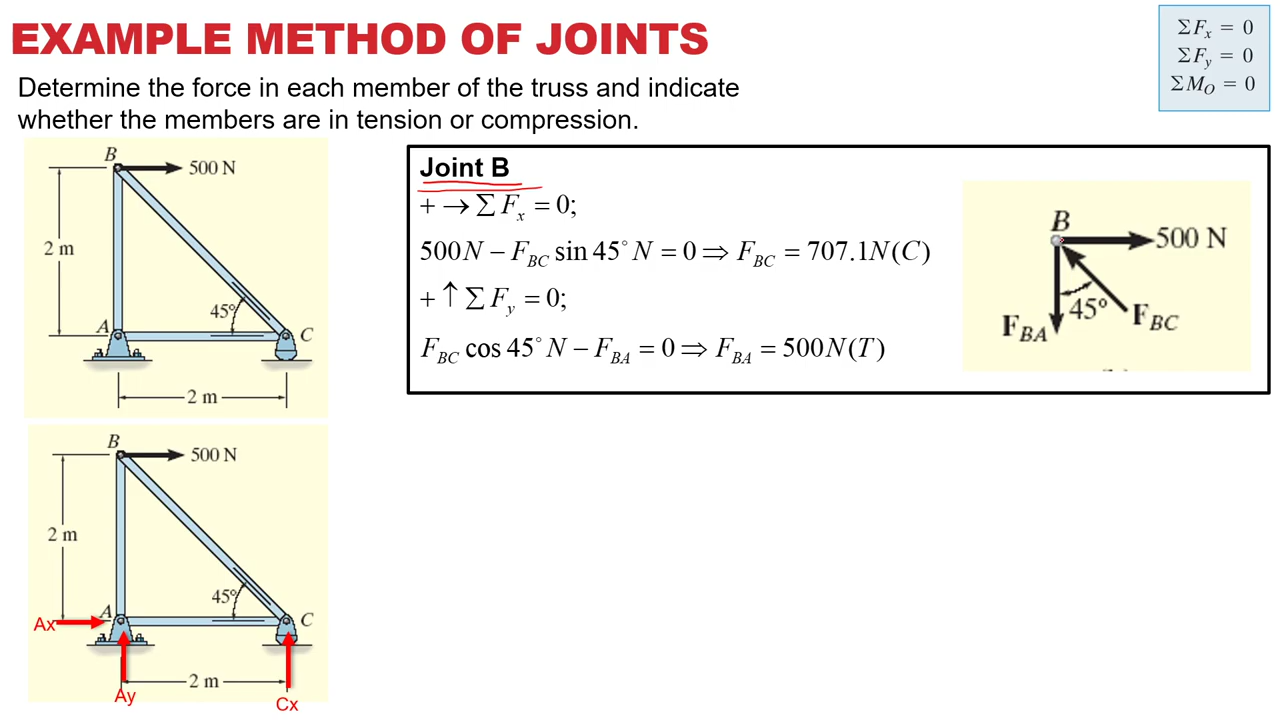 EXAMPLE METHOD OF JOINTS
Determine the force in each member of the truss and indicate
whether the members are in tension or compression.
ΣFx = 0
ΣFy = 0
ΣMO = 0
B
500 N
2 m
45°
A
C
2 m
Joint B
+ → Σ Fx = 0;
500N − FBC sin 45° N = 0 ⇒ FBC = 707.1N(C)
+ ↑ Σ Fy = 0;
FBC cos 45° N − FBA = 0 ⇒ FBA = 500N(T)
B
500 N
45°
FBA
FBC
B
500 N
2 m
45°
A
C
Ax
2 m
Ay
Cx